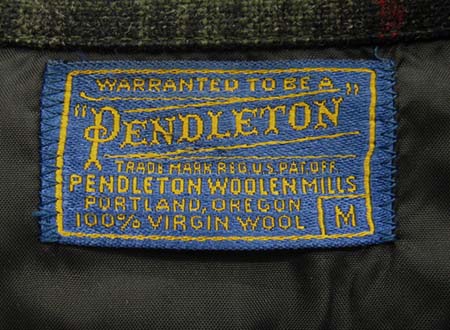 WARRANTED TO BE A
"PENDLETON"
TRADE MARK REG. U.S. PAT. OFF.
PENDLETON WOOLEN MILLS
PORTLAND, OREGON
100% VIRGIN WOOL
M